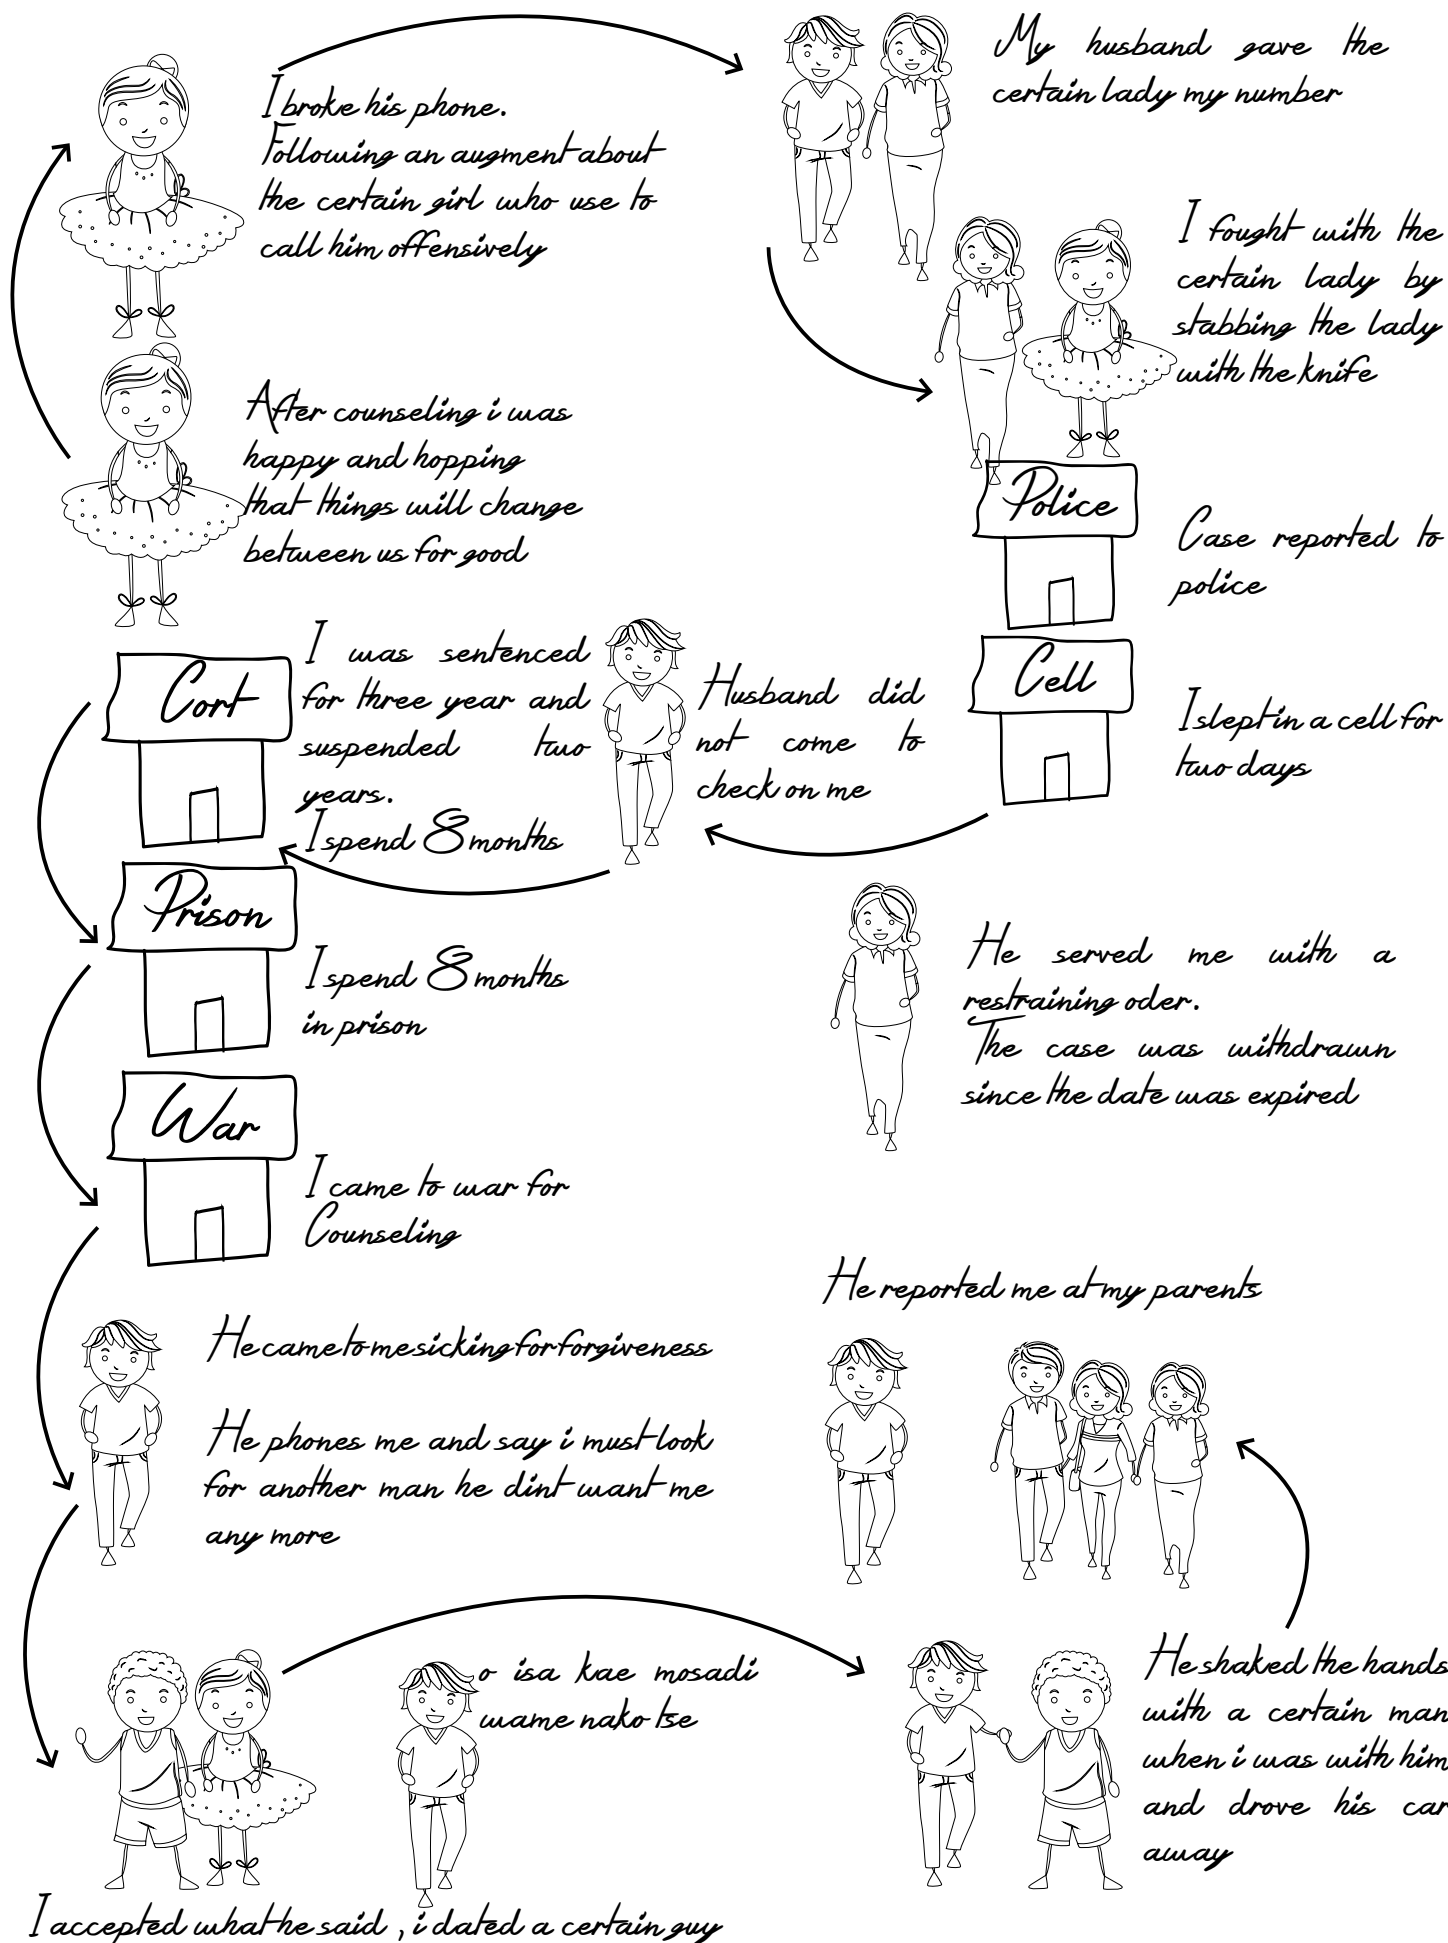 I broke his phone.
Following an augment about
the certain girl who use to
call him offensively
My husband gave the
certain lady my number
I fought with the
certain lady by
stabbing the lady
with the knife
After counseling i was
happy and hopping
that things will change
between us for good
Police
Case reported to
police
Cell
I slept in a cell for
two days
Husband did
not come to
check on me
Cort
I was sentenced
for three year and
suspended two
years.
I spend 8 months
Prison
I spend 8 months
in prison
He served me with a
restraining oder.
The case was withdrawn
since the date was expired
War
I came to war for
Counseling
He reported me at my parents
He came to me sicking for forgiveness
He phones me and say i must look
for another man he dint want me
any more
o isa kae mosadi
wame nako tse
He shaked the hands
with a certain man
when i was with him
and drove his car
away
I accepted what he said , i dated a certain guy